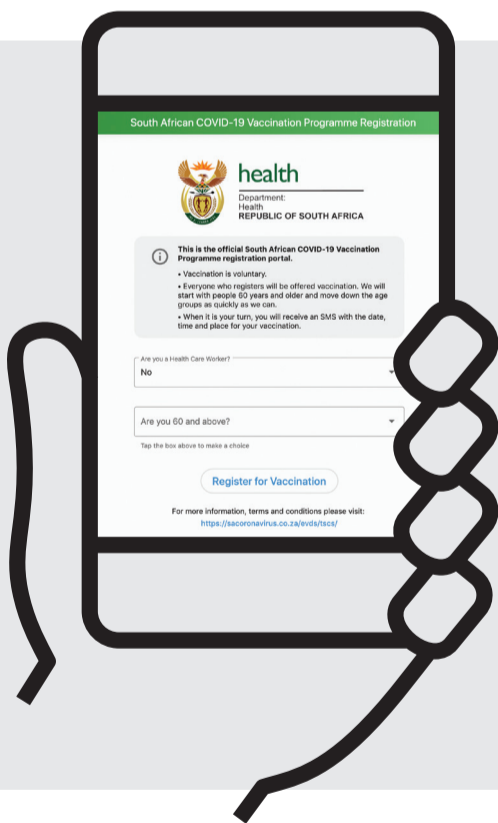 South African COVID-19 Vaccination Programme Registration
health
Department:
Health
REPUBLIC OF SOUTH AFRICA
This is the official South African COVID-19 Vaccination
Programme registration portal.
• Vaccination is voluntary.
• Everyone who registers will be offered vaccination. We will
start with people 60 years and older and move down the age
groups as quickly as we can.
• When it is your turn, you will receive an SMS with the date,
time and place for your vaccination.
Are you a Health Care Worker?
No
Are you 60 and above?
Tap the box above to make a choice
Register for Vaccination
For more information, terms and conditions please visit:
https://sacoronavirus.co.za/evds/tscs/